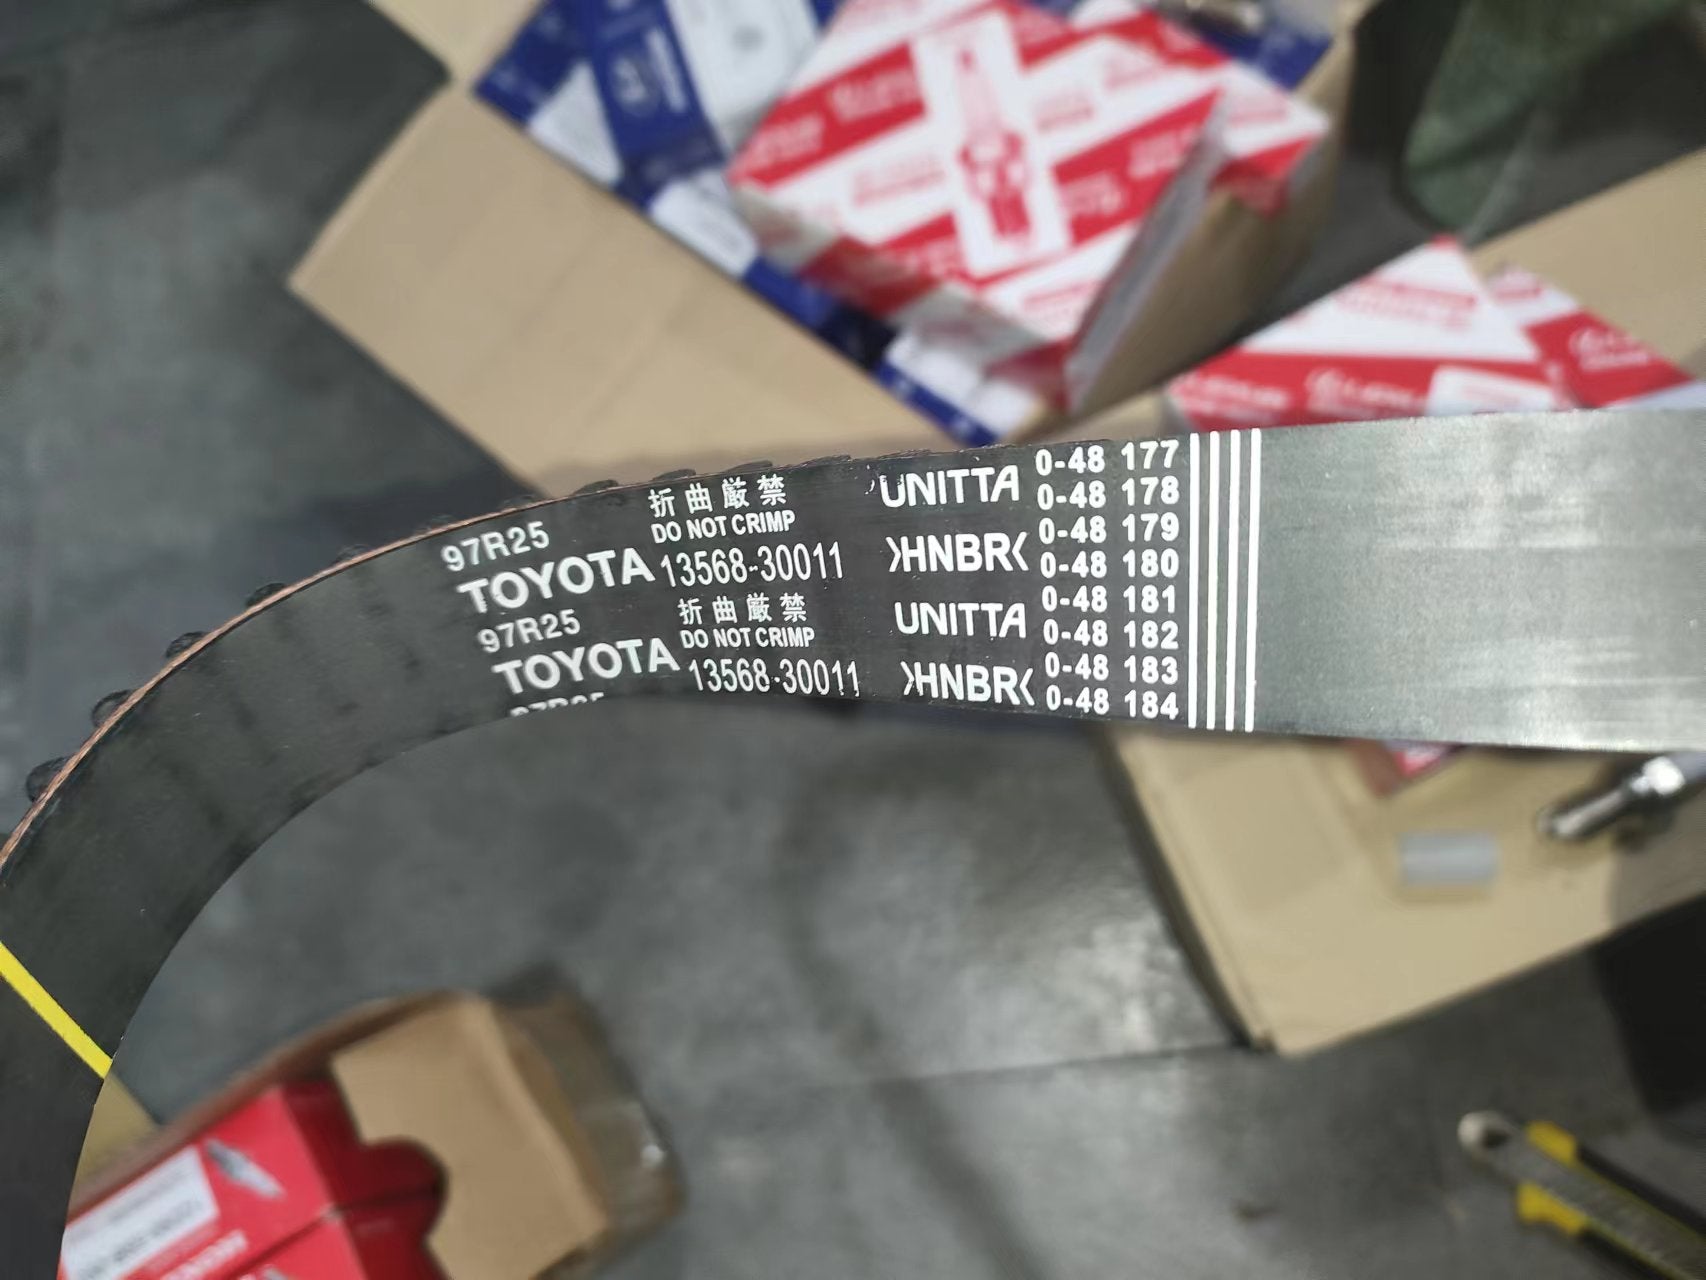 97R25
折曲厳禁
DO NOT CRIMP
TOYOTA 13568-30011
97R25
折曲厳禁
DO NOT CRIMP
TOYOTA 13568-30011
97R25
UNITTA
>HNBR<
UNITTA
>HNBR<
0-48 177
0-48 178
0-48 179
0-48 180
0-48 181
0-48 182
0-48 183
0-48 184